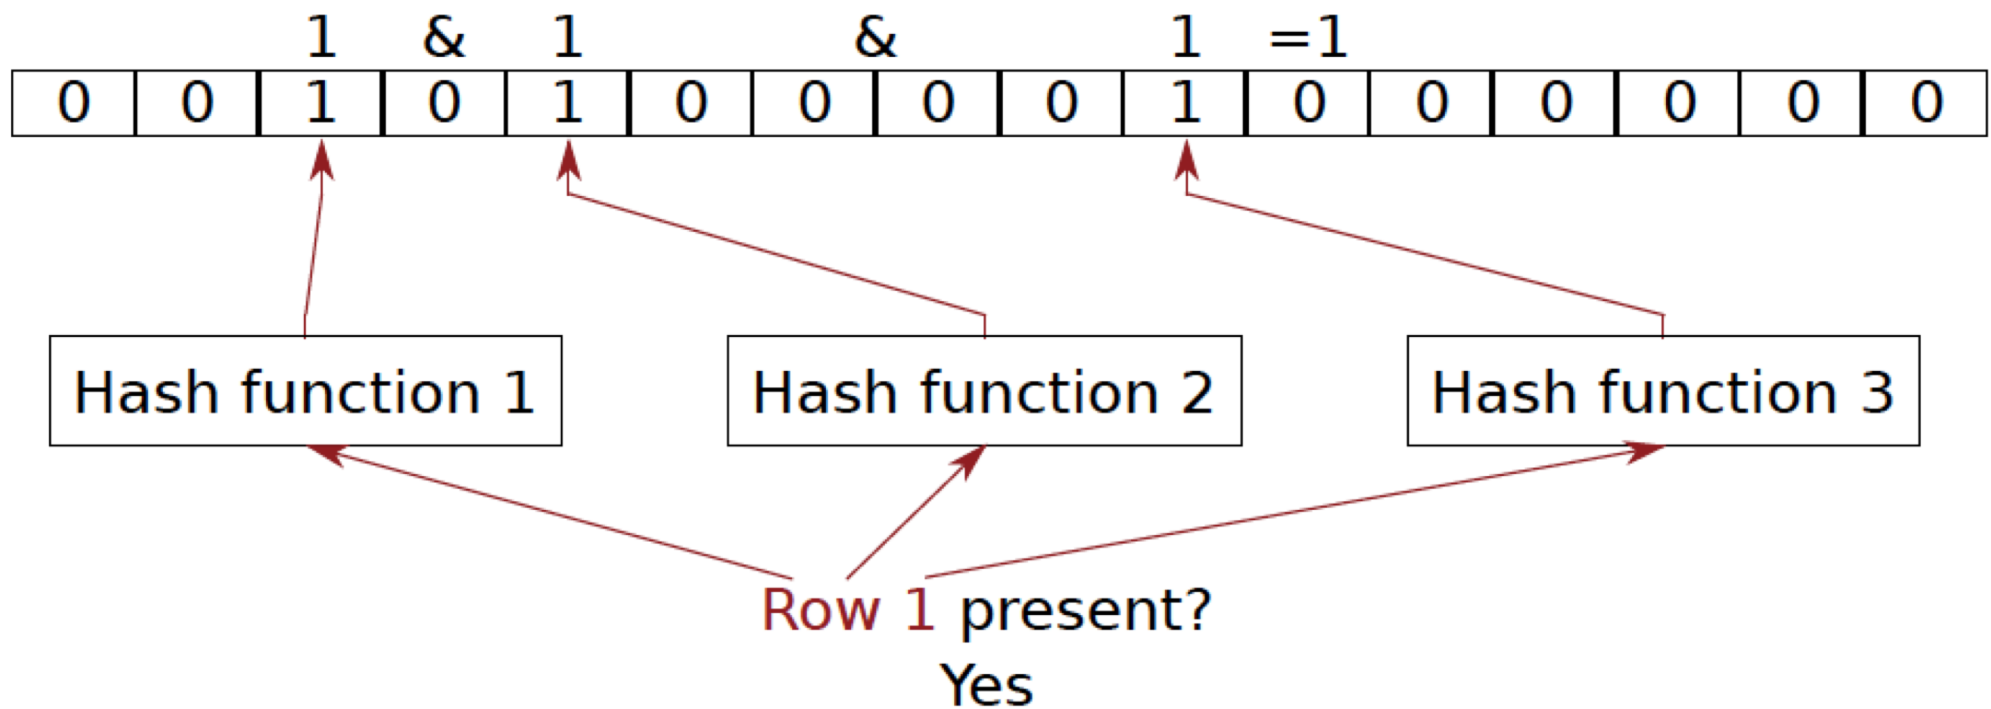 1 & 1 & 1 =1
0 0 1 0 1 0 0 0 0 1 0 0 0 0 0 0
Hash function 1 Hash function 2 Hash function 3
Row 1 present?
Yes